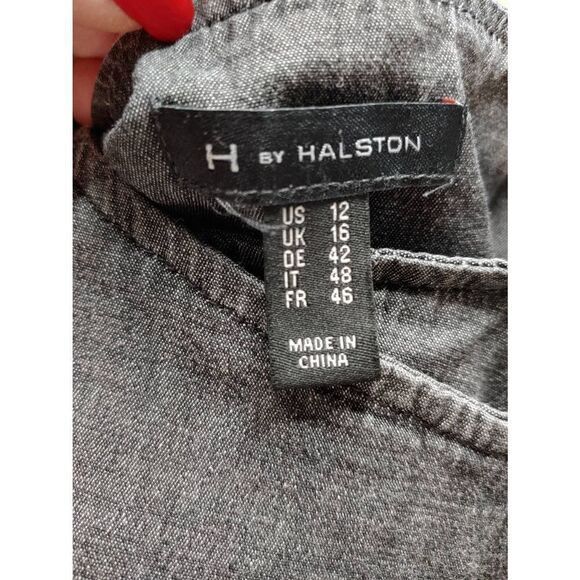 H BY HALSTON
US 12
UK 16
DE 42
IT 48
FR 46
MADE IN
CHINA